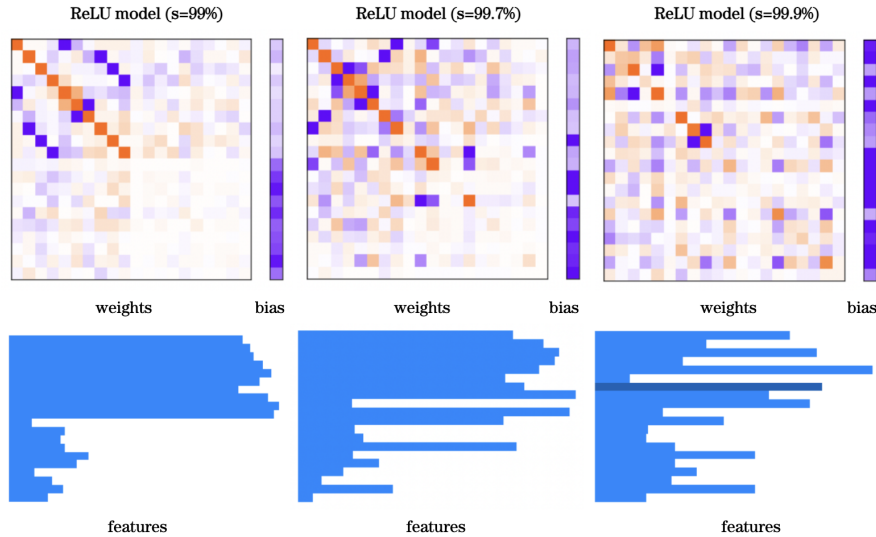 ReLU model (s=99%)
ReLU model (s=99.7%)
ReLU model (s=99.9%)
weights
bias
weights
bias
weights
bias
features
features
features